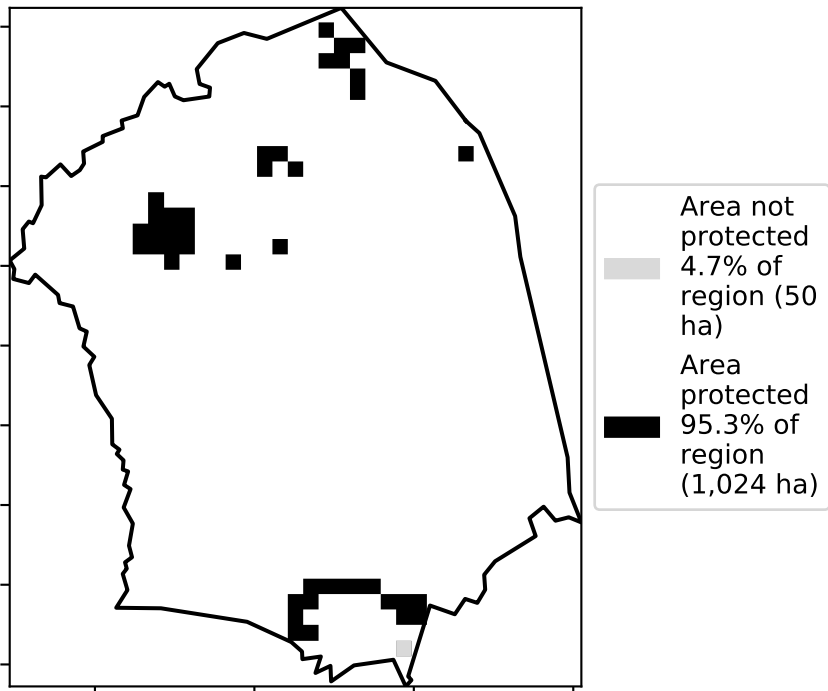 Area not
protected
4.7% of
region (50
ha)
Area
protected
95.3% of
region
(1,024 ha)